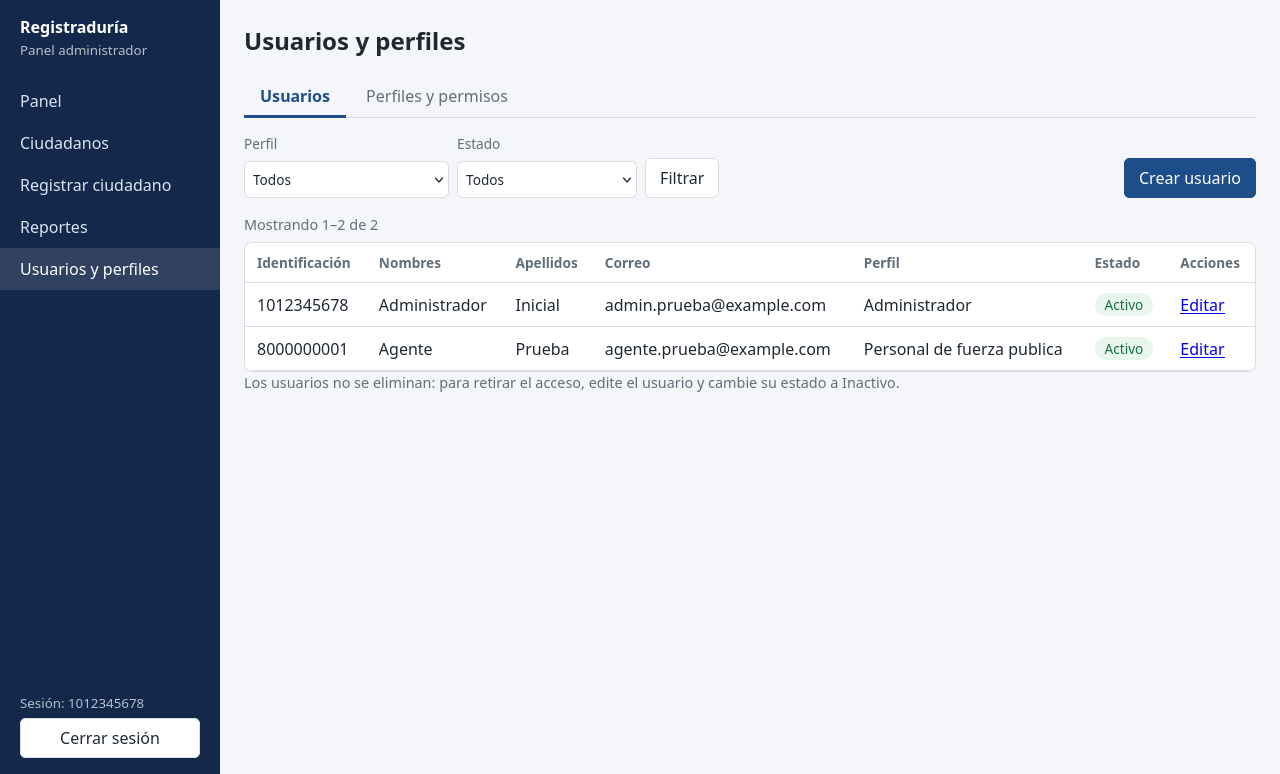 Registraduría
Panel administrador
Panel
Ciudadanos
Registrar ciudadano
Reportes
Usuarios y perfiles
Sesión: 1012345678
Cerrar sesión
Usuarios y perfiles
Usuarios Perfiles y permisos
Perfil Estado
Todos Todos Filtrar Crear usuario
Mostrando 1–2 de 2
Identificación Nombres Apellidos Correo Perfil Estado Acciones
1012345678 Administrador Inicial admin.prueba@example.com Administrador Activo Editar
8000000001 Agente Prueba agente.prueba@example.com Personal de fuerza publica Activo Editar
Los usuarios no se eliminan: para retirar el acceso, edite el usuario y cambie su estado a Inactivo.